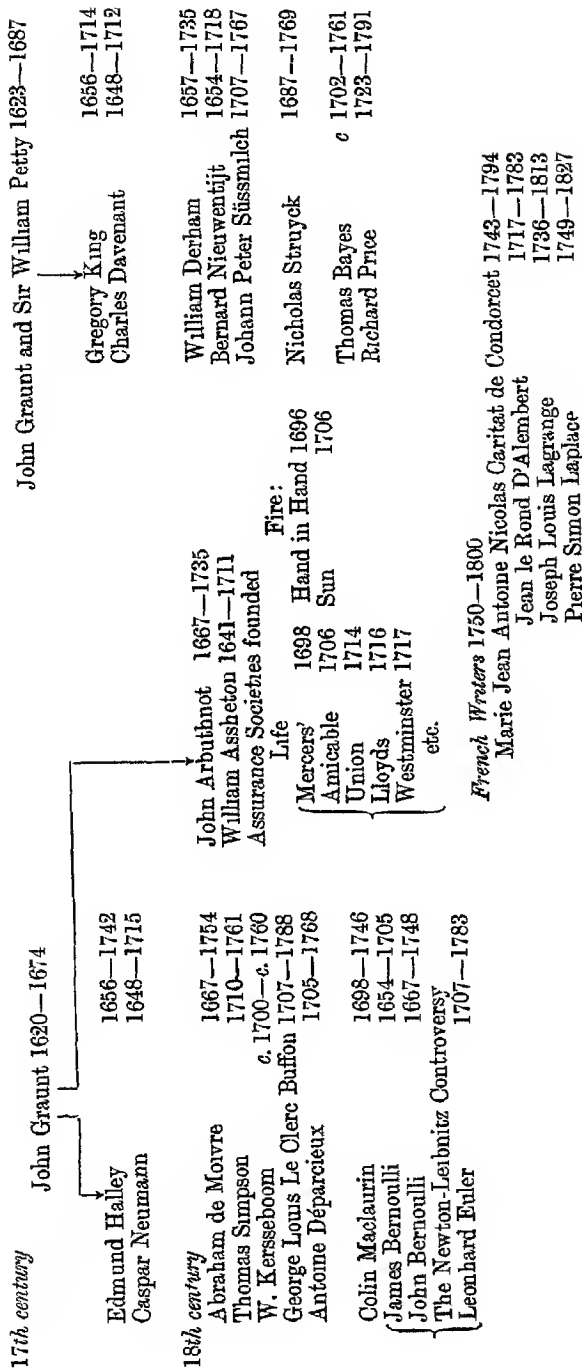 17th century
John Graunt 1620—1674
John Graunt and Sir William Petty 1623—1687
Edmund Halley 1656—1742
Caspar Neumann 1648—1715
Gregory King 1656—1714
Charles Davenant 1648—1712
18th century
Abraham de Moivre 1667—1754
Thomas Simpson 1710—1761
W. Kersseboom c. 1700—c. 1760
George Louis Le Clerc Buffon 1707—1788
Antoine Déparcieux 1705—1768
Colin Maclaurin 1698—1746
James Bernoulli 1654—1705
John Bernoulli 1667—1748
The Newton-Leibnitz Controversy
Leonhard Euler 1707—1783
John Arbuthnot 1667—1735
William Assheton 1641—1711
Assurance Societies founded
Life
Mercers' 1698
Amicable 1706
Union 1714
Lloyds 1716
Westminster 1717
etc.
Fire:
Hand in Hand 1696
Sun 1706
William Derham 1657—1735
Bernard Nieuwentijt 1654—1718
Johann Peter Süssmilch 1707—1767
Nicholas Struyck 1687—1769
Thomas Bayes c 1702—1761
Richard Price 1723—1791
French Writers 1750—1800
Marie Jean Antoine Nicolas Caritat de Condorcet 1743—1794
Jean le Rond D'Alembert 1717—1783
Joseph Louis Lagrange 1736—1813
Pierre Simon Laplace 1749—1827